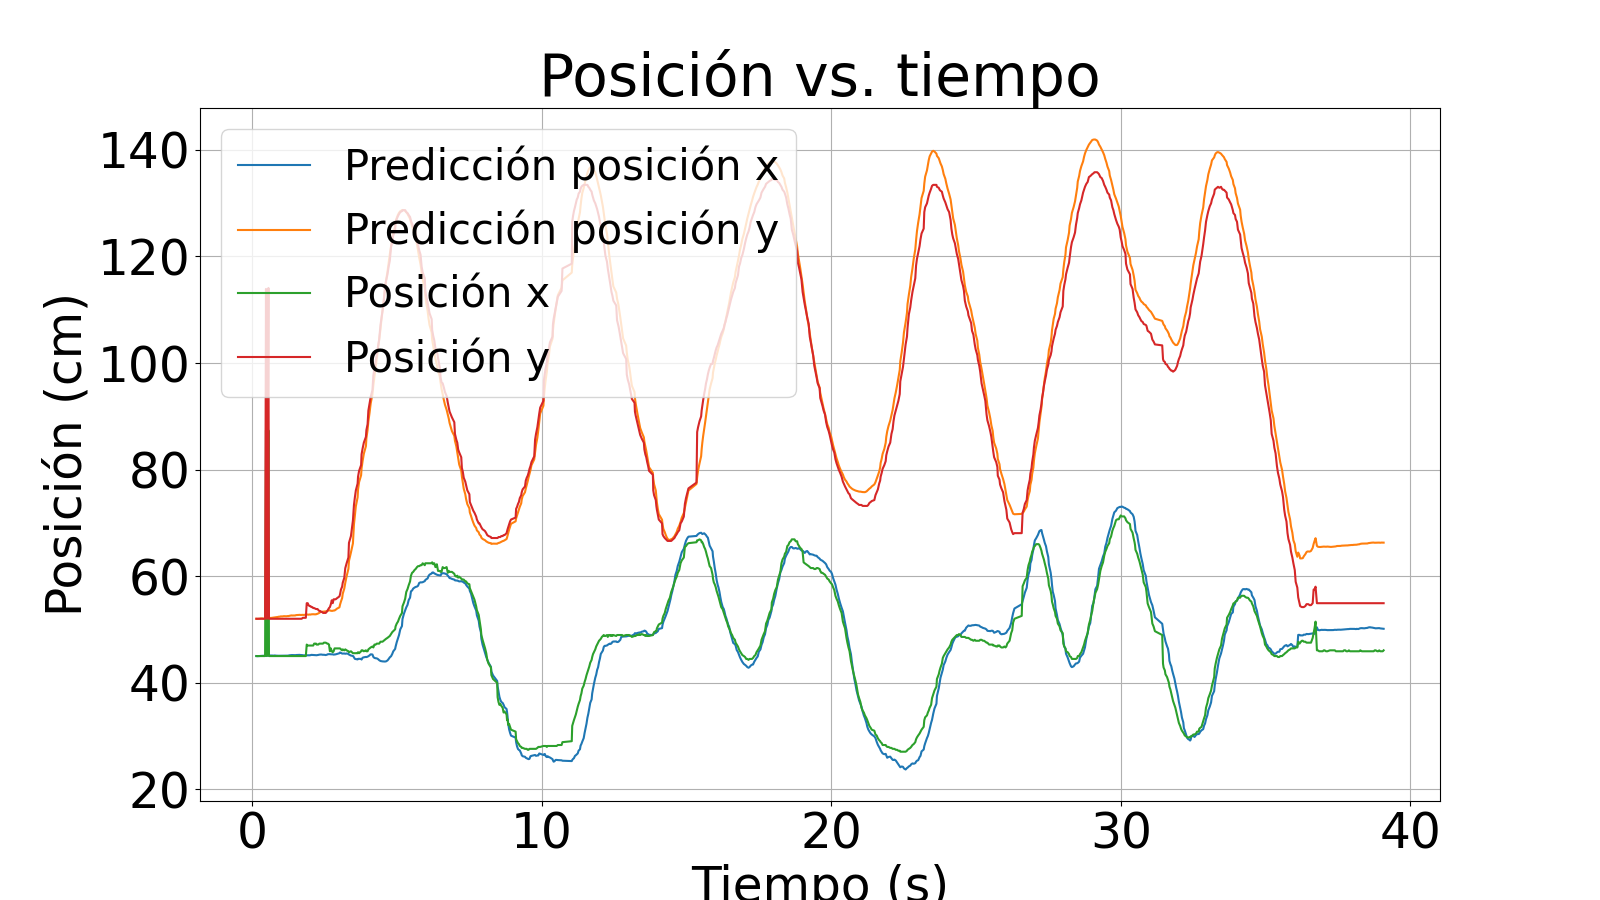 Posición vs. tiempo
140
120
100
80
60
40
20
Posición (cm)
Predicción posición x
Predicción posición y
Posición x
Posición y
0 10 20 30 40
Tiempo (s)